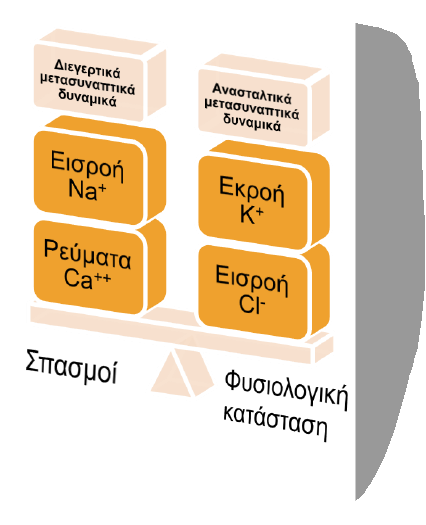 Διεγερτικά
μετασυναπτικά
δυναμικά
Εισροή
Na⁺
Ρεύματα
Ca⁺⁺
Ανασταλτικά
μετασυναπτικά
δυναμικά
Εκροή
K⁺
Εισροή
Cl⁻
Σπασμοί
Φυσιολογική
κατάσταση